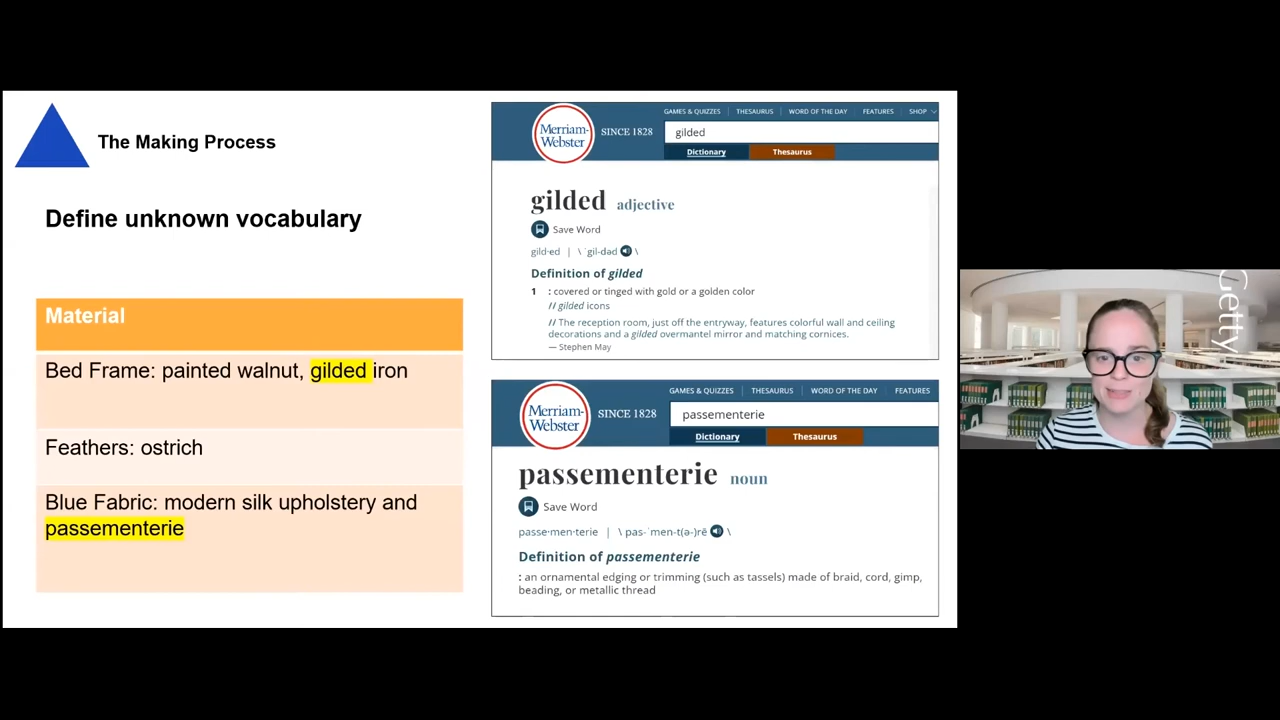 The Making Process
Define unknown vocabulary
Material
Bed Frame: painted walnut, gilded iron
Feathers: ostrich
Blue Fabric: modern silk upholstery and
passementerie
GAMES & QUIZZES THESAURUS WORD OF THE DAY FEATURES SHOP
Merriam-
Webster
SINCE 1828
gilded
Dictionary Thesaurus
gilded adjective
Save Word
gild·ed | \ ˈgil-dəd \
Definition of gilded
1 : covered or tinged with gold or a golden color
// gilded icons
// The reception room, just off the entryway, features colorful wall and ceiling
decorations and a gilded overmantel mirror and matching cornices.
— Stephen May
GAMES & QUIZZES THESAURUS WORD OF THE DAY FEATURES
Merriam-
Webster
SINCE 1828
passementerie
Dictionary Thesaurus
passementerie noun
Save Word
passe·men·terie | \ pas-ˈmen-t(ə-)rē \
Definition of passementerie
: an ornamental edging or trimming (such as tassels) made of braid, cord, gimp,
beading, or metallic thread
Getty